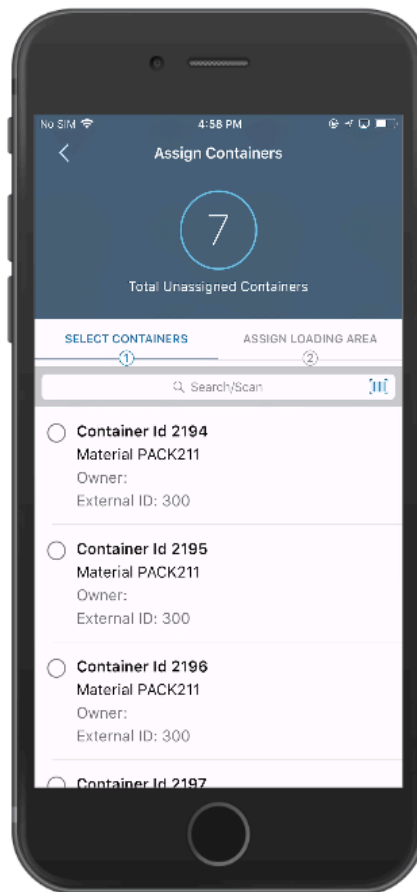 No SIM 4:58 PM
Assign Containers
7
Total Unassigned Containers
SELECT CONTAINERS ASSIGN LOADING AREA
1 2
Search/Scan
Container Id 2194
Material PACK211
Owner:
External ID: 300
Container Id 2195
Material PACK211
Owner:
External ID: 300
Container Id 2196
Material PACK211
Owner:
External ID: 300
Container Id 2197